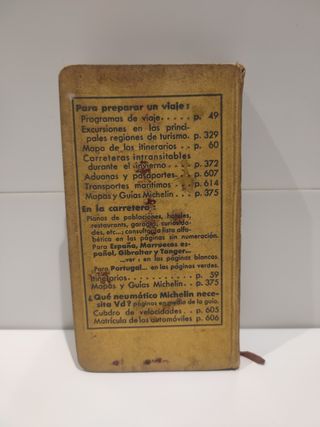 Para preparar un viaje:
Programas de viaje..... p. 49
Excursiones en las princi-
pales regiones de turismo. p. 329
Mapa de los itinerarios .. p. 60
Carreteras intransitables
durante el invierno.... p. 372
Aduanas y pasaportes... p. 607
Transportes marítimos . p. 614
Mapas y Guías Michelin.. p. 375
En la carretera:
Planos de poblaciones, hoteles,
restaurants, garages, curiosida-
des, etc...; consultar la lista alfa-
bética en las páginas sin numeración.
Para España, Marruecos es-
pañol, Gibraltar y Tanger...
...ver: en las páginas blancas.
Para Portugal... en las páginas verdes.
Itinerarios........ p. 59
Mapas y Guías Michelin.. p. 375
¿Qué neumático Michelin nece-
sita Vd? páginas en medio de la guía.
Cuadro de velocidades.. p. 605
Matrícula de los automóviles p. 606